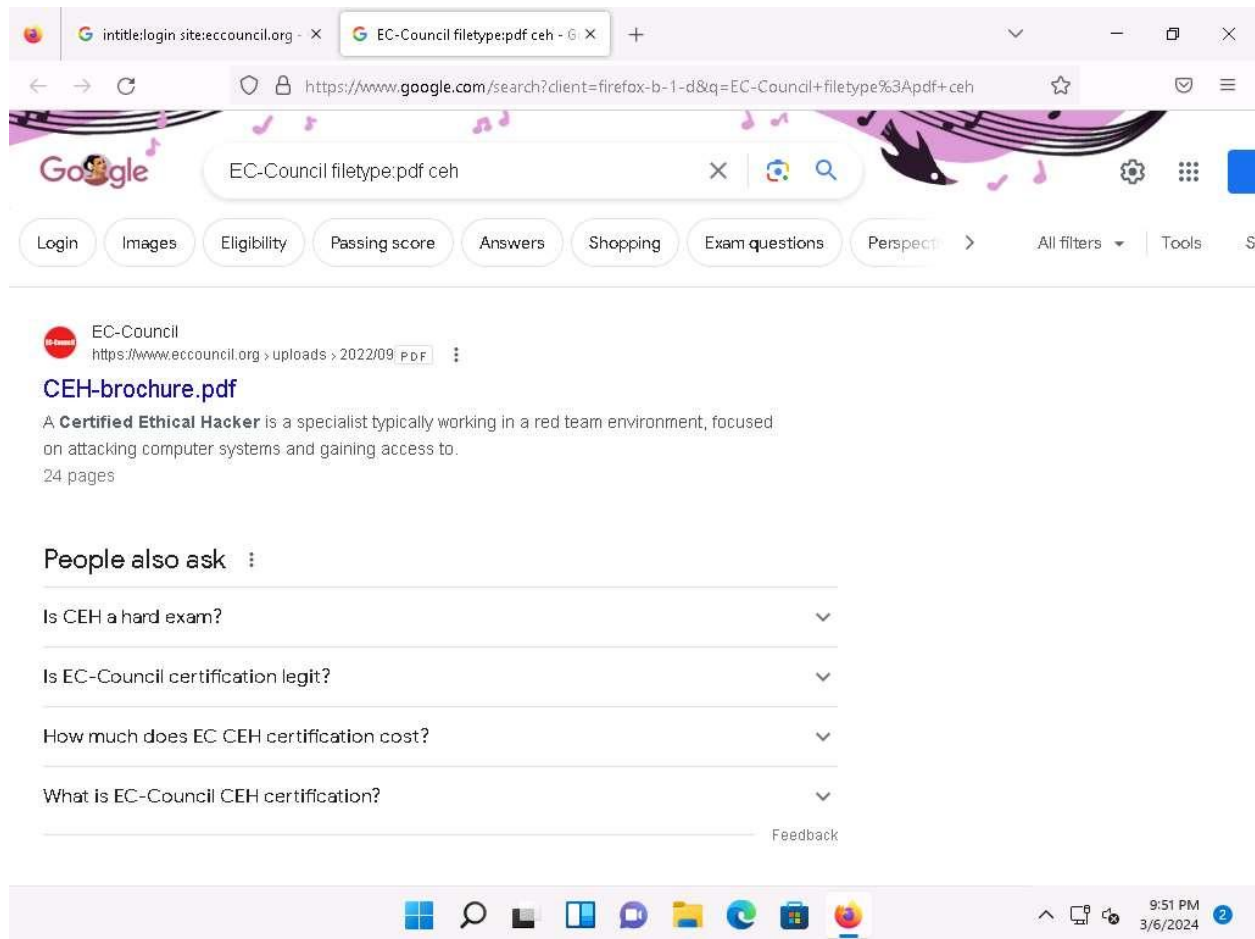 intitle:login site:eccouncil.org -
EC-Council filetype:pdf ceh - G
https://www.google.com/search?client=firefox-b-1-d&q=EC-Council+filetype%3Apdf+ceh
Google
EC-Council filetype:pdf ceh
Login Images Eligibility Passing score Answers Shopping Exam questions Perspect All filters Tools S
EC-Council
EC-Council
https://www.eccouncil.org › uploads › 2022/09 PDF
CEH-brochure.pdf
A Certified Ethical Hacker is a specialist typically working in a red team environment, focused
on attacking computer systems and gaining access to.
24 pages
People also ask
Is CEH a hard exam?
Is EC-Council certification legit?
How much does EC CEH certification cost?
What is EC-Council CEH certification?
Feedback
9:51 PM
3/6/2024
2